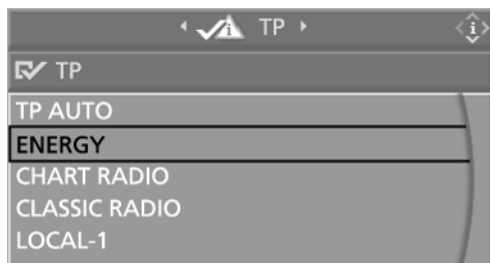 TP
TP
TP AUTO
ENERGY
CHART RADIO
CLASSIC RADIO
LOCAL-1